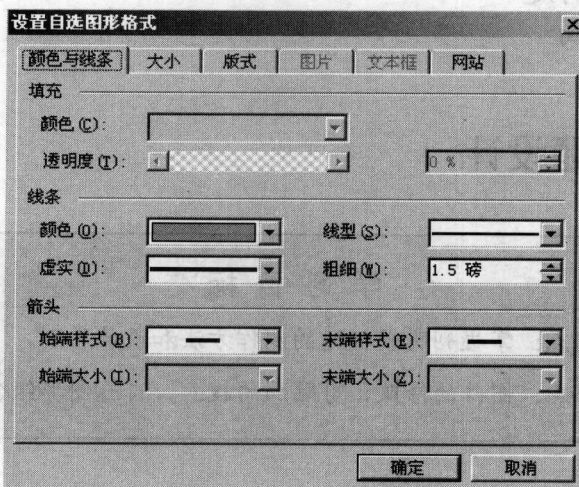 设置自选图形格式
颜色与线条 大小 版式 图片 文本框 网站
填充
颜色(C):
透明度(T): 0 %
线条
颜色(O): 线型(S):
虚实(D): 粗细(W): 1.5 磅
箭头
始端样式(B): 末端样式(E):
始端大小(I): 末端大小(Z):
确定 取消